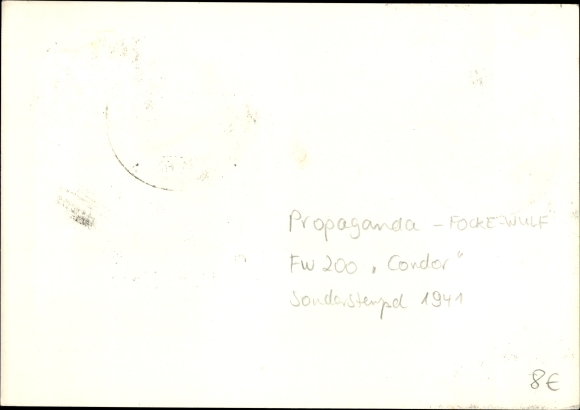 Propaganda - FOCKE-WULF
FW 200 „Condor"
Sonderstempel 1941
8€